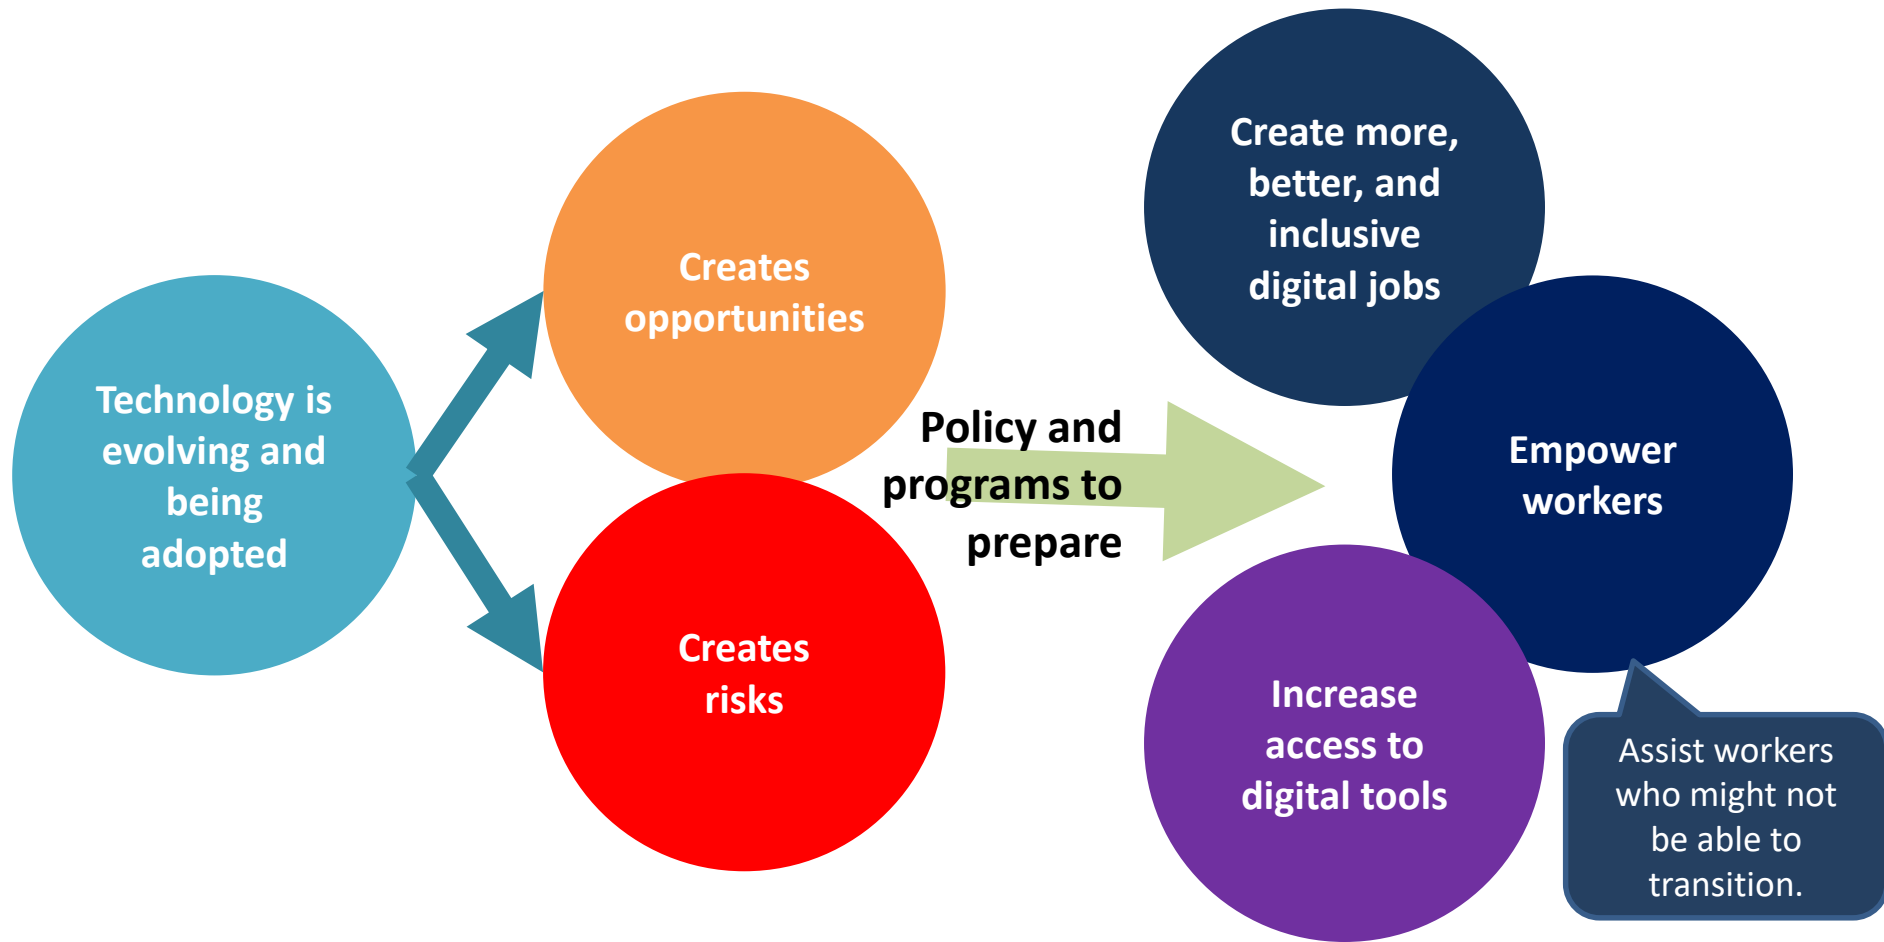 Technology is
evolving and
being
adopted
Creates
opportunities
Creates
risks
Policy and
programs to
prepare
Create more,
better, and
inclusive
digital jobs
Empower
workers
Increase
access to
digital tools
Assist workers
who might not
be able to
transition.